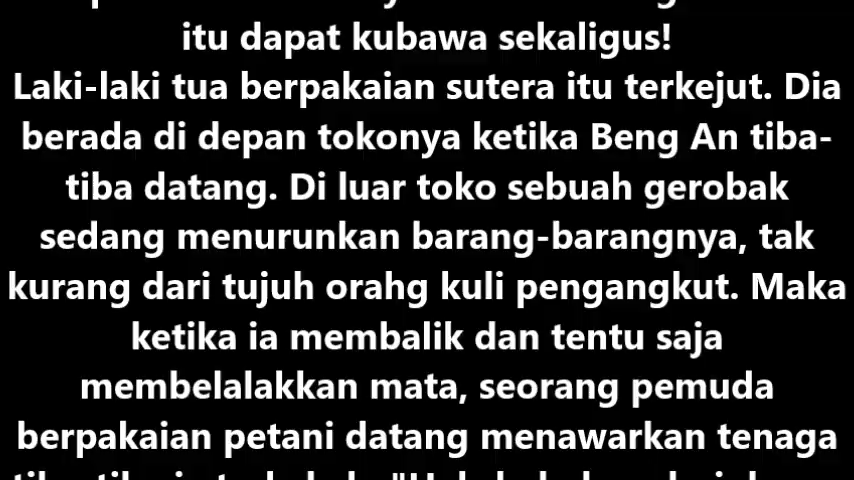 itu dapat kubawa sekaligus!
Laki-laki tua berpakaian sutera itu terkejut. Dia
berada di depan tokonya ketika Beng An tiba-
tiba datang. Di luar toko sebuah gerobak
sedang menurunkan barang-barangnya, tak
kurang dari tujuh orahg kuli pengangkut. Maka
ketika ia membalik dan tentu saja
membelalakkan mata, seorang pemuda
berpakaian petani datang menawarkan tenaga